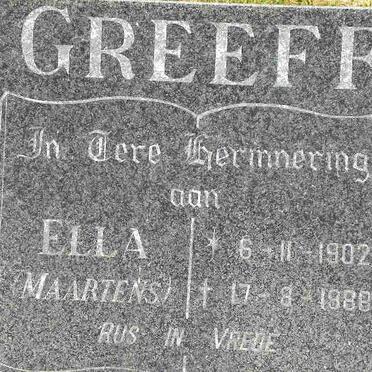 GREEFF
In Tere Herinnering
aan
ELLA * 6-11-1902
(MAARTENS) † 17-8-1988
RUS IN VREDE